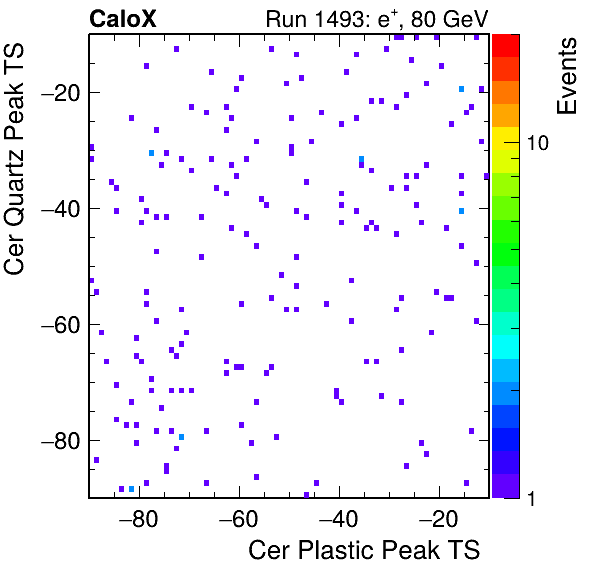 CaloX Run 1493: e+, 80 GeV
Events
10
1
Cer Quartz Peak TS
−20
−40
−60
−80
−80 −60 −40 −20
Cer Plastic Peak TS